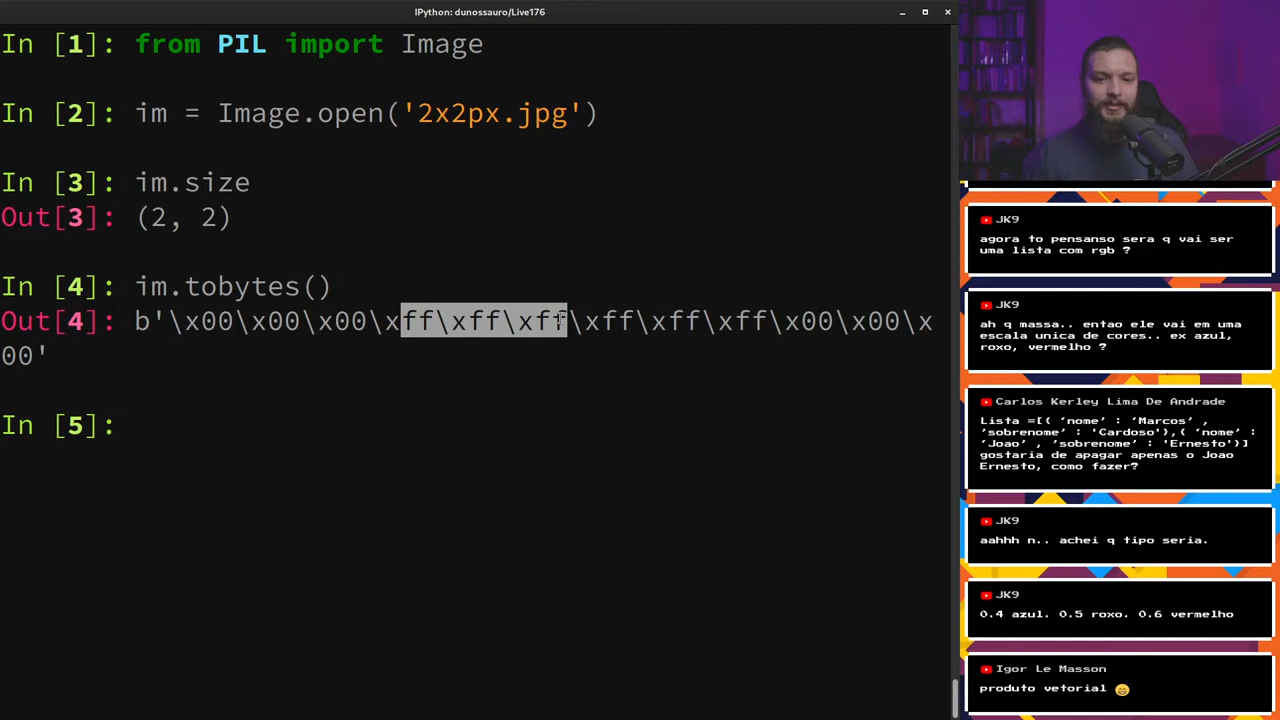 IPython: dunossauro/Live176
In [1]: from PIL import Image
In [2]: im = Image.open('2x2px.jpg')
In [3]: im.size
Out[3]: (2, 2)
In [4]: im.tobytes()
Out[4]: b'\x00\x00\x00\xff\xff\xff\xff\xff\xff\x00\x00\x
00'
In [5]:
JK9
agora to pensanso sera q vai ser
uma lista com rgb ?
JK9
ah q massa.. entao ele vai em uma
escala unica de cores.. ex azul,
roxo, vermelho ?
Carlos Kerley Lima De Andrade
Lista =[{ ‘nome’ : ‘Marcos’ ,
’sobrenome’ : 'Cardoso'},{ ‘nome’ :
‘Joao’ , ‘sobrenome’ : 'Ernesto'}]
gostaria de apagar apenas o Joao
Ernesto, como fazer?
JK9
aahhh n.. achei q tipo seria.
JK9
0.4 azul. 0.5 roxo. 0.6 vermelho
Igor Le Masson
produto vetorial 😁